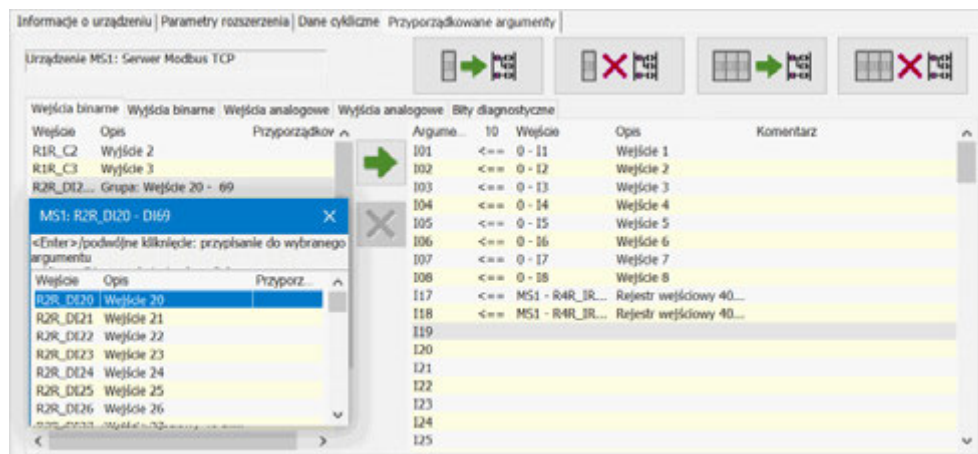 Informacje o urządzeniu Parametry rozszerzenia Dane cykliczne Przyporządkowane argumenty
Urządzenie MS1: Serwer Modbus TCP
Wejścia binarne Wyjścia binarne Wejścia analogowe Wyjścia analogowe Bity diagnostyczne
Wejście Opis Przyporządkov
R1R_C2 Wyjście 2
R1R_C3 Wyjście 3
R2R_DI2... Grupa: Wejście 20 - 69
MS1: R2R_DI20 - DI69
<Enter>/podwójne kliknięcie: przypisanie do wybranego
argumentu
Wejście Opis Przyporz...
R2R_DI20 Wejście 20
R2R_DI21 Wejście 21
R2R_DI22 Wejście 22
R2R_DI23 Wejście 23
R2R_DI24 Wejście 24
R2R_DI25 Wejście 25
R2R_DI26 Wejście 26
Argume... 10 Wejście Opis Komentarz
I01 <== 0 - I1 Wejście 1
I02 <== 0 - I2 Wejście 2
I03 <== 0 - I3 Wejście 3
I04 <== 0 - I4 Wejście 4
I05 <== 0 - I5 Wejście 5
I06 <== 0 - I6 Wejście 6
I07 <== 0 - I7 Wejście 7
I08 <== 0 - I8 Wejście 8
I17 <== MS1 - R4R_IR... Rejestr wejściowy 40...
I18 <== MS1 - R4R_IR... Rejestr wejściowy 40...
I19
I20
I21
I22
I23
I24
I25